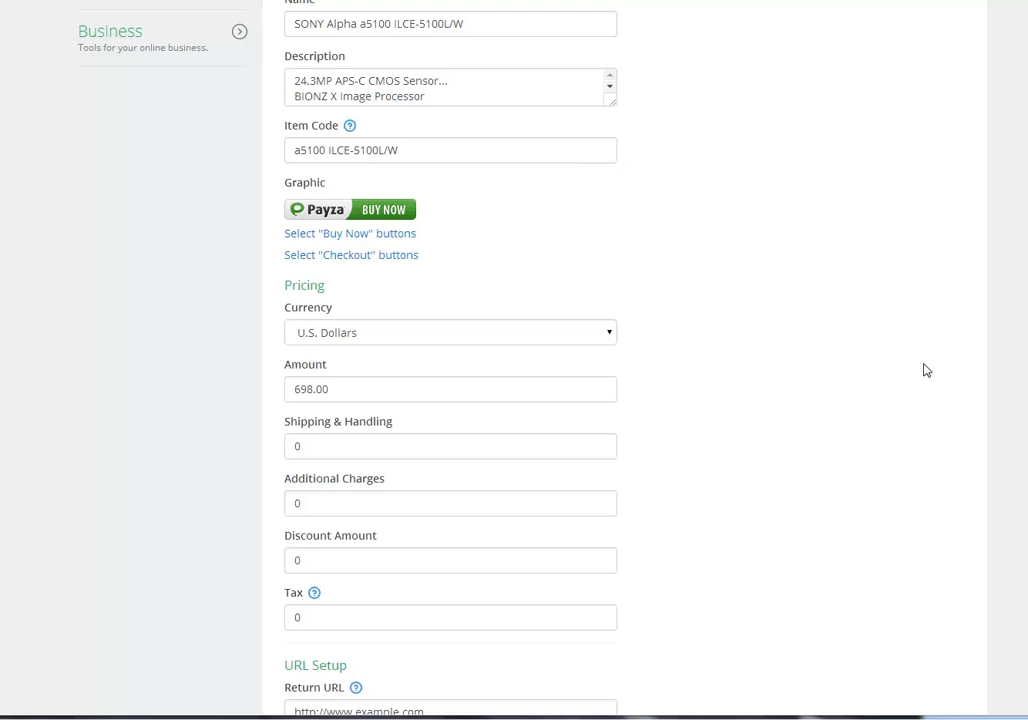 Name
Business
Tools for your online business.
SONY Alpha a5100 ILCE-5100L/W
Description
24.3MP APS-C CMOS Sensor...
BIONZ X Image Processor
Item Code
a5100 ILCE-5100L/W
Graphic
Payza BUY NOW
Select "Buy Now" buttons
Select "Checkout" buttons
Pricing
Currency
U.S. Dollars
Amount
698.00
Shipping & Handling
0
Additional Charges
0
Discount Amount
0
Tax
0
URL Setup
Return URL
http://www.example.com